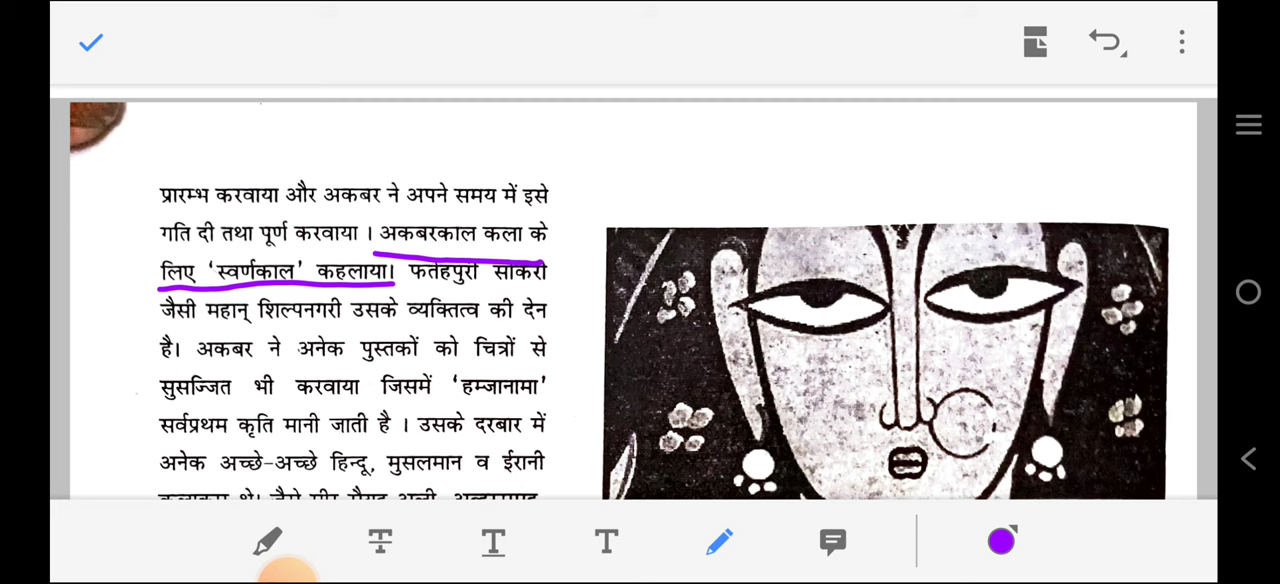 प्रारम्भ करवाया और अकबर ने अपने समय में इसे
गति दी तथा पूर्ण करवाया । अकबरकाल कला के
लिए ‘स्वर्णकाल’ कहलाया। फतेहपुरी सीकरी
जैसी महान् शिल्पनगरी उसके व्यक्तित्व की देन
है। अकबर ने अनेक पुस्तकों को चित्रों से
सुसज्जित भी करवाया जिसमें ‘हम्जानामा’
सर्वप्रथम कृति मानी जाती है । उसके दरबार में
अनेक अच्छे-अच्छे हिन्दू, मुसलमान व ईरानी